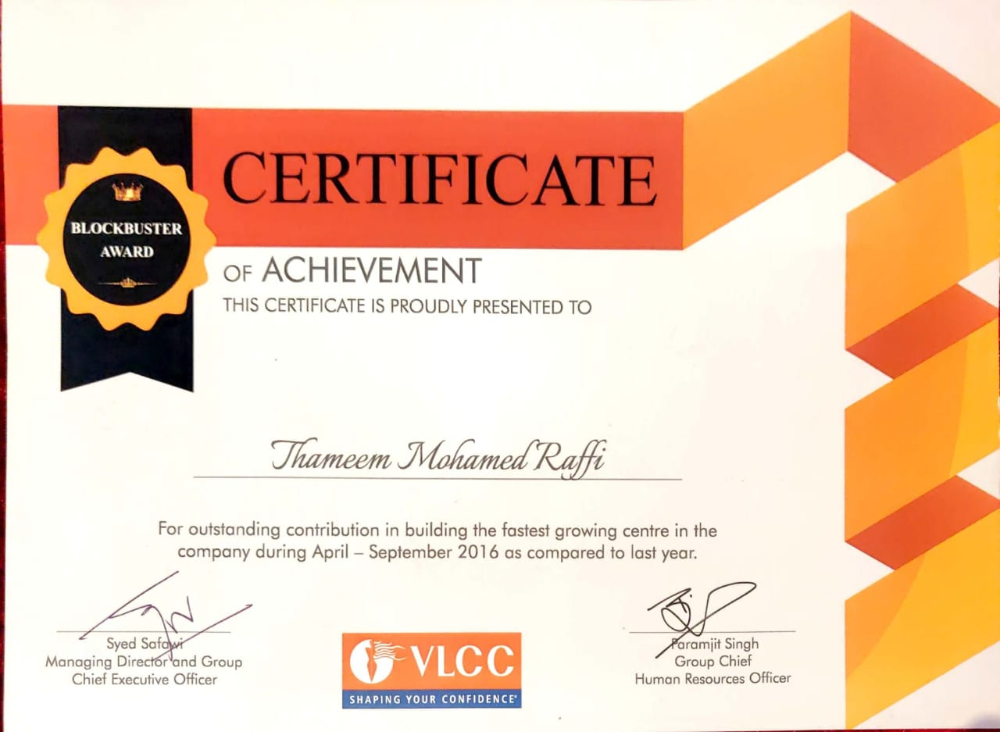 CERTIFICATE
BLOCKBUSTER
AWARD
OF ACHIEVEMENT
THIS CERTIFICATE IS PROUDLY PRESENTED TO
Thameem Mohamed Raffi
For outstanding contribution in building the fastest growing centre in the
company during April – September 2016 as compared to last year.
Syed Safawi
Managing Director and Group
Chief Executive Officer
VLCC
SHAPING YOUR CONFIDENCE
Paramjit Singh
Group Chief
Human Resources Officer